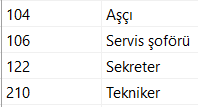 104 Aşçı
106 Servis şoförü
122 Sekreter
210 Tekniker